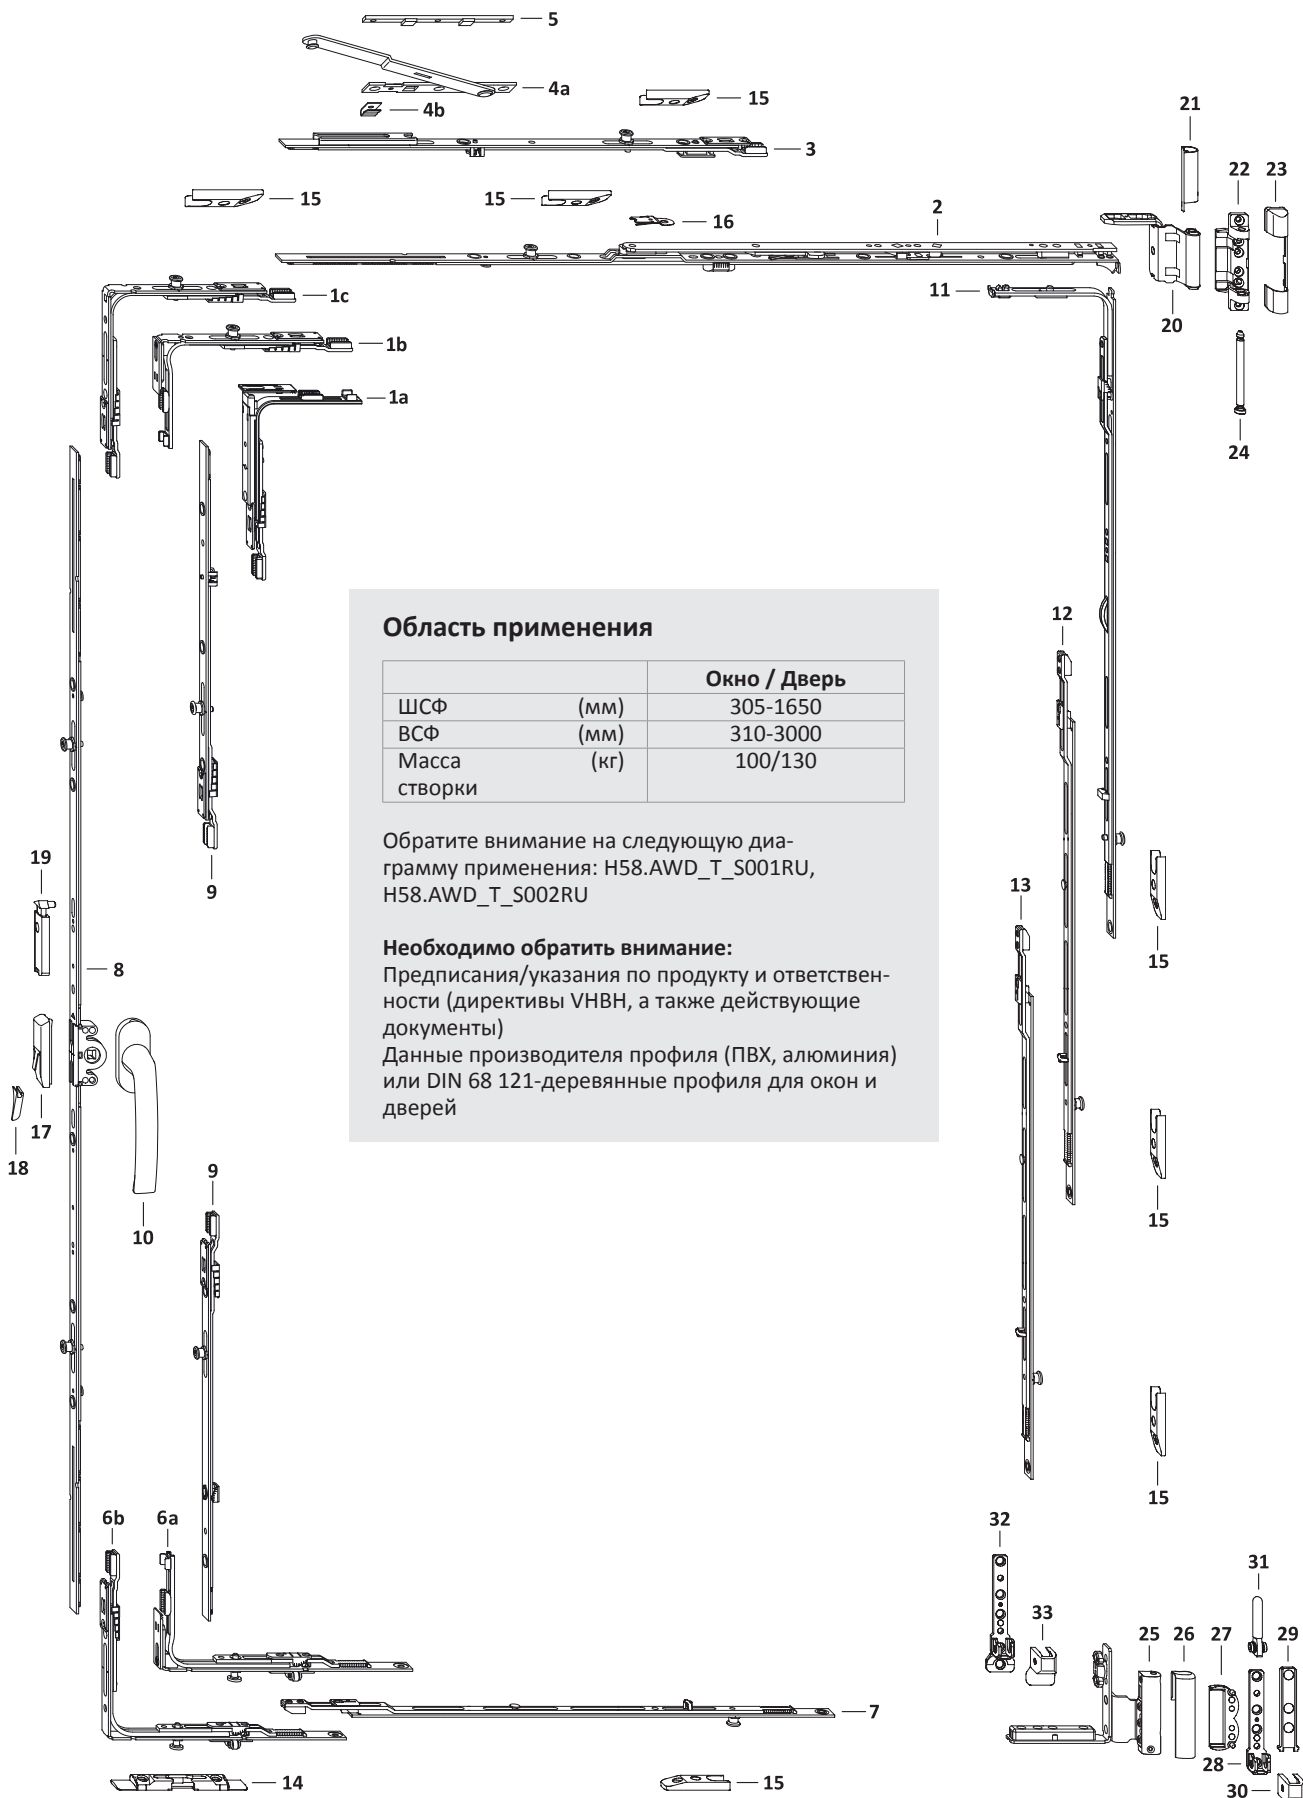 5
4a
15
4b
21
3
22
23
15
15
16
2
1c
11
20
1b
1a
24
Область применения
12
Окно / Дверь
ШСФ (мм) 305-1650
ВСФ (мм) 310-3000
Масса (кг) 100/130
створки
Обратите внимание на следующую диа-
грамму применения: H58.AWD_T_S001RU,
H58.AWD_T_S002RU
19
9
13
Необходимо обратить внимание:
15
8
Предписания/указания по продукту и ответствен-
ности (директивы VHBH, а также действующие
документы)
Данные производителя профиля (ПВХ, алюминия)
или DIN 68 121-деревянные профиля для окон и
дверей
17
18
9
15
10
15
6b
6a
32
31
33
25
26
27
29
7
28
14
15
30